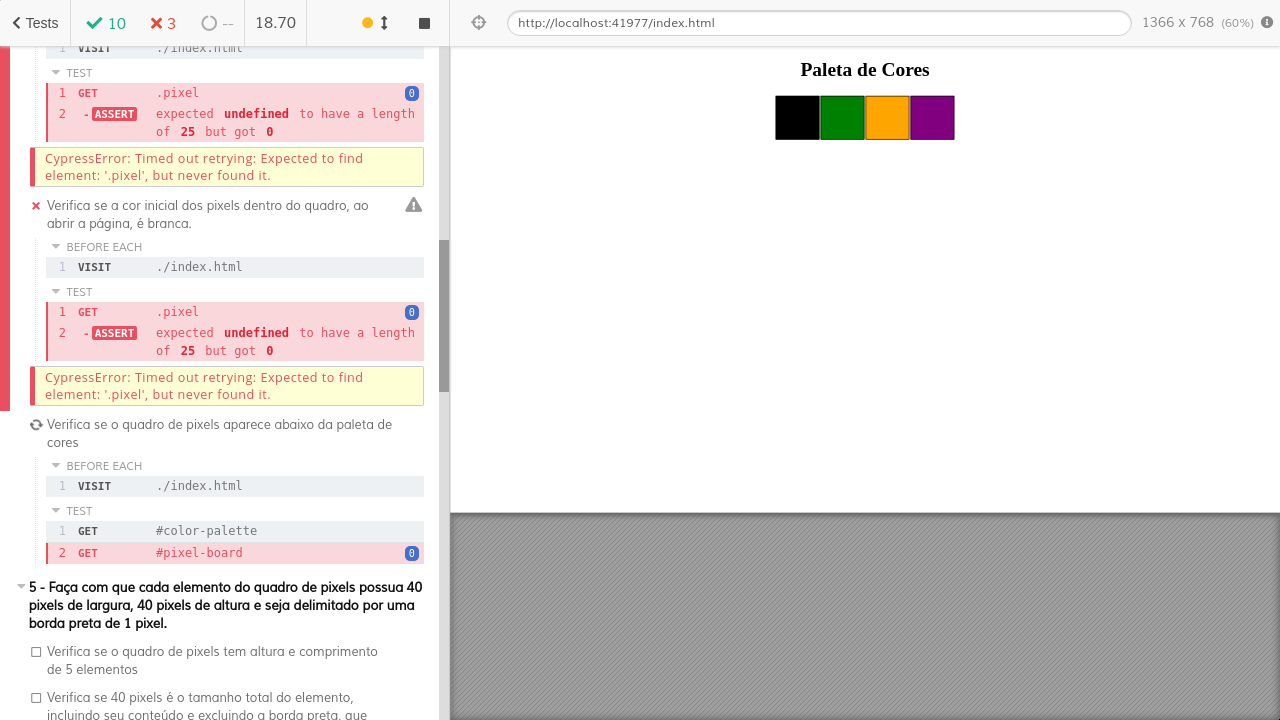 Tests 10 3 -- 18.70
http://localhost:41977/index.html 1366 x 768 (60%)
1 VISIT ./index.html
TEST
1 GET .pixel 0
2 - ASSERT expected undefined to have a length
of 25 but got 0
CypressError: Timed out retrying: Expected to find
element: '.pixel', but never found it.
Verifica se a cor inicial dos pixels dentro do quadro, ao
abrir a página, é branca.
BEFORE EACH
1 VISIT ./index.html
TEST
1 GET .pixel 0
2 - ASSERT expected undefined to have a length
of 25 but got 0
CypressError: Timed out retrying: Expected to find
element: '.pixel', but never found it.
Verifica se o quadro de pixels aparece abaixo da paleta de
cores
BEFORE EACH
1 VISIT ./index.html
TEST
1 GET #color-palette
2 GET #pixel-board 0
5 - Faça com que cada elemento do quadro de pixels possua 40
pixels de largura, 40 pixels de altura e seja delimitado por uma
borda preta de 1 pixel.
Verifica se o quadro de pixels tem altura e comprimento
de 5 elementos
Verifica se 40 pixels é o tamanho total do elemento,
incluindo seu conteúdo e excluindo a borda preta, que
Paleta de Cores